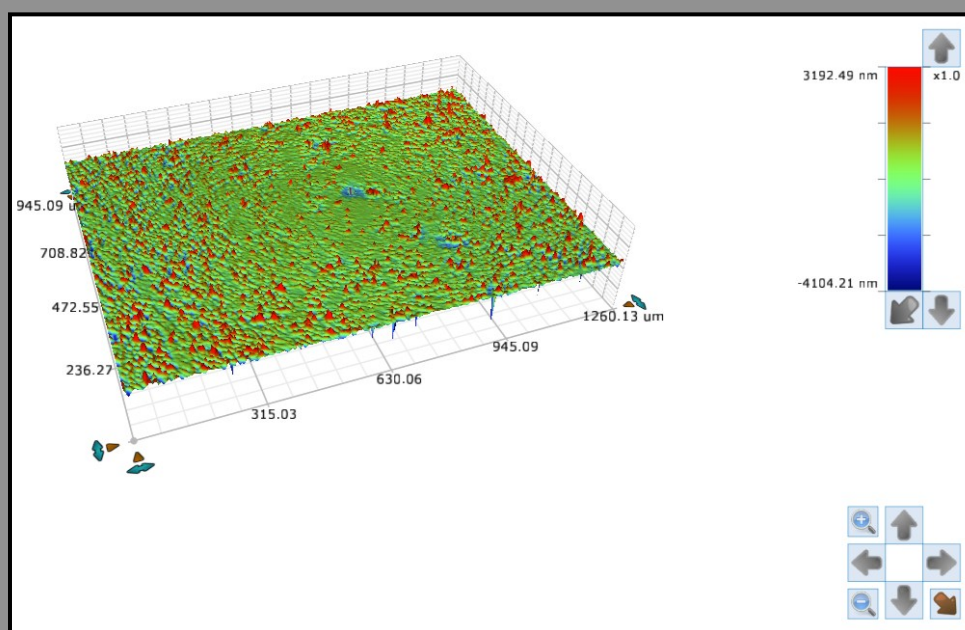 3192.49 nm
x1.0
-4104.21 nm
945.09 u
708.82
472.55
236.27
315.03
630.06
945.09
1260.13 um